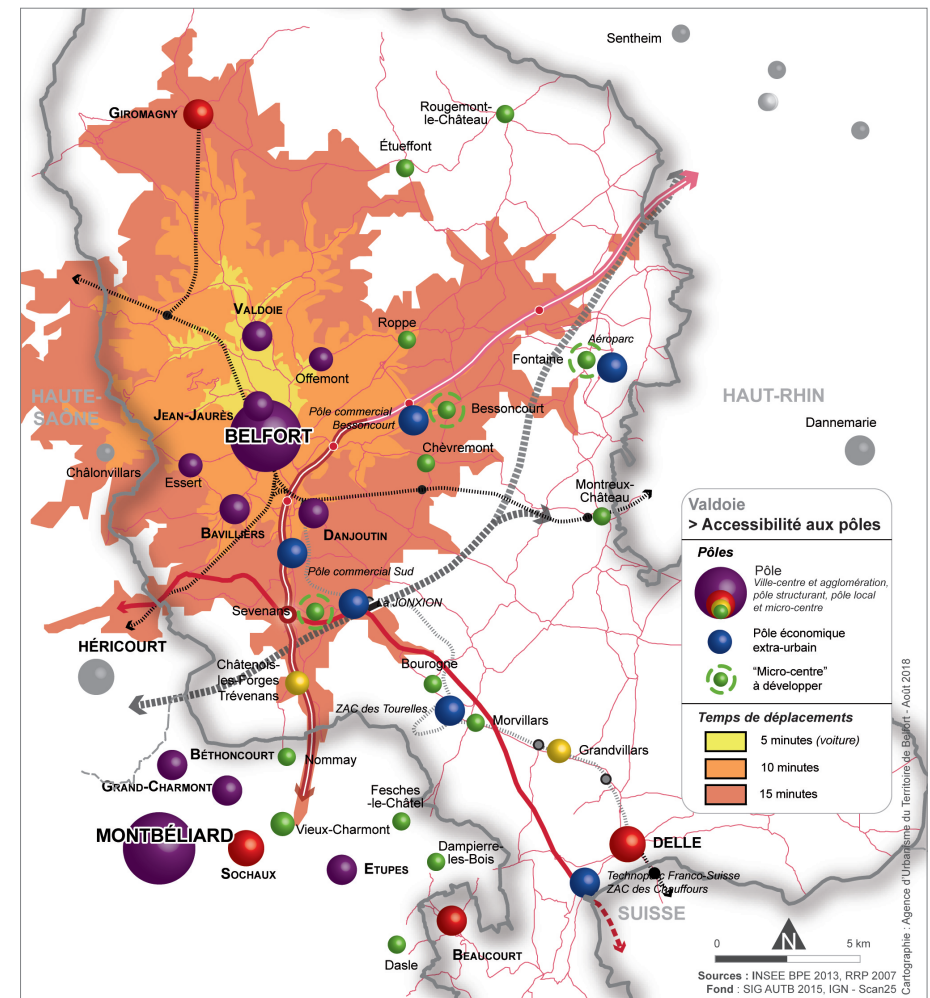 Sentheim
GIROMAGNY
Rougemont-
le-Château
Étueffont
VALDOIE
Roppe
Aéroparc
Fontaine
Offemont
HAUTE-
SAÔNE
HAUT-RHIN
JEAN-JAURÈS
Pôle commercial
Bessoncourt
Bessoncourt
BELFORT
Dannemarie
Chèvremont
Châlonvillars
Essert
Montreux-
Château
BAVILLIERS
DANJOUTIN
Pôle commercial Sud
Sevenans
La JONXION
HÉRICOURT
Châtenois-
les-Forges
Trévenans
Bourogne
ZAC des Tourelles
Morvillars
Grandvillars
BÉTHONCOURT
Nommay
GRAND-CHARMONT
Fesches
-le-Châtel
MONTBÉLIARD
Vieux-Charmont
SOCHAUX
ETUPES
Dampierre-
les-Bois
DELLE
Technoparc Franco-Suisse
ZAC des Chauffours
SUISSE
BEAUCOURT
Dasle
Valdoie
> Accessibilité aux pôles
Pôles
Pôle
Ville-centre et agglomération,
pôle structurant, pôle local
et micro-centre
Pôle économique
extra-urbain
"Micro-centre"
à développer
Temps de déplacements
5 minutes (voiture)
10 minutes
15 minutes
N
0 5 km
Sources : INSEE BPE 2013, RRP 2007
Fond : SIG AUTB 2015, IGN - Scan25
Cartographie : Agence d'Urbanisme du Territoire de Belfort - Août 2018